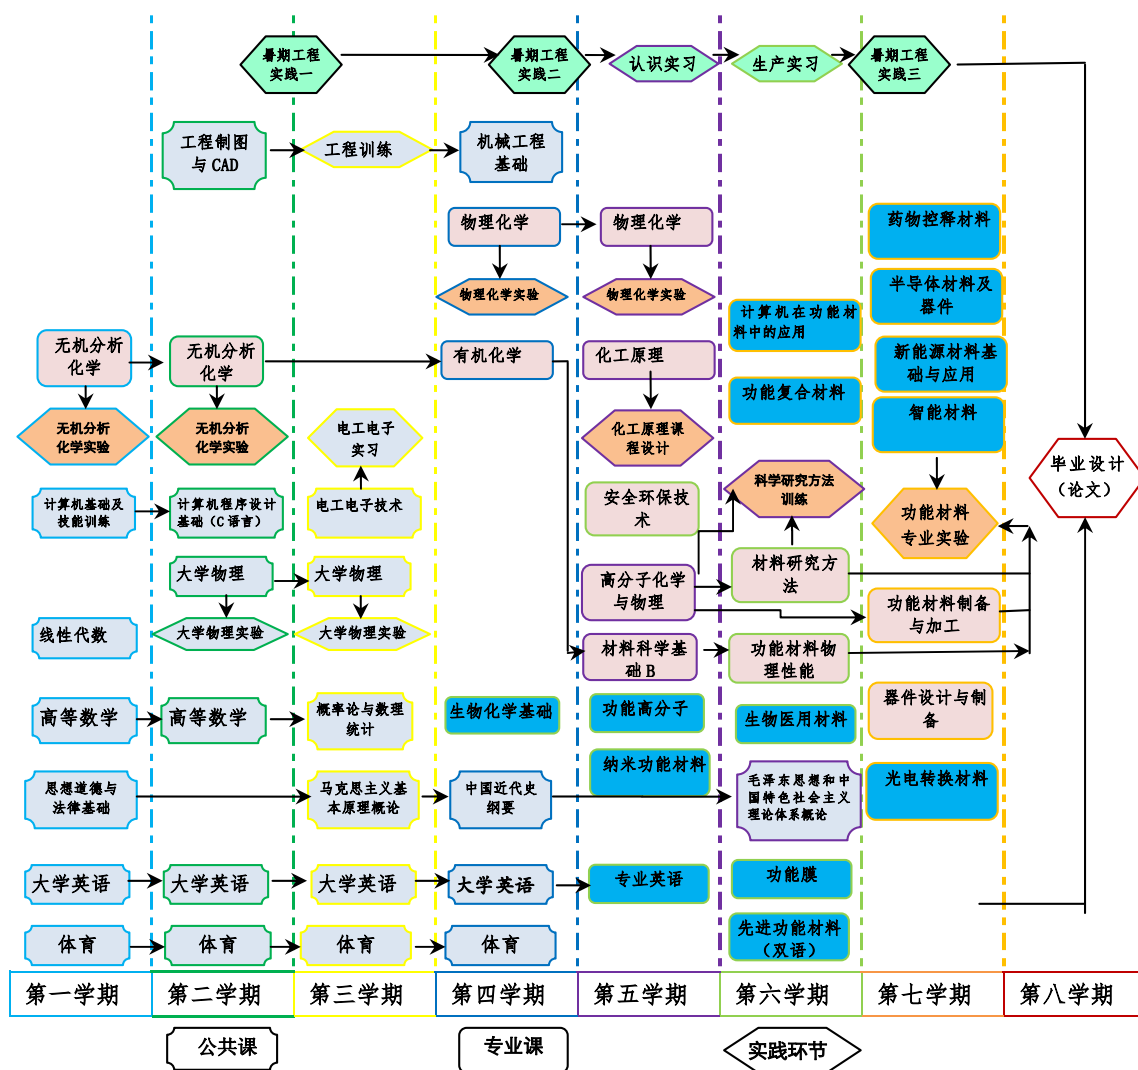 暑期工程
实践一
暑期工程
实践二
认识实习
生产实习
暑期工程
实践三
工程制图
与 CAD
工程训练
机械工程
基础
物理化学
物理化学
药物控释材料
物理化学实验
物理化学实验
半导体材料及
器件
计算机在功能材
料中的应用
无机分析
化学
无机分析
化学
有机化学
化工原理
新能源材料基
础与应用
功能复合材料
智能材料
无机分析
化学实验
无机分析
化学实验
电工电子
实习
化工原理课
程设计
毕业设计
（论文）
科学研究方法
训练
计算机基础及
技能训练
计算机程序设计
基础（C 语言）
电工电子技术
安全环保技
术
功能材料
专业实验
大学物理
大学物理
高分子化学
与物理
材料研究方
法
功能材料制备
与加工
线性代数
大学物理实验
大学物理实验
材料科学基
础 B
功能材料物
理性能
高等数学
高等数学
概率论与数理
统计
生物化学基础
功能高分子
生物医用材料
器件设计与制
备
思想道德与
法律基础
马克思主义基
本原理概论
中国近代史
纲要
纳米功能材料
毛泽东思想和中
国特色社会主义
理论体系概论
光电转换材料
大学英语
大学英语
大学英语
大学英语
专业英语
功能膜
体育
体育
体育
体育
先进功能材料
（双语）
第一学期
第二学期
第三学期
第四学期
第五学期
第六学期
第七学期
第八学期
公共课
专业课
实践环节